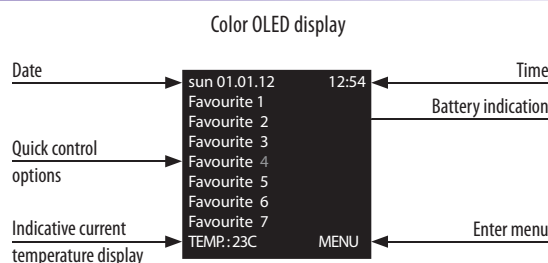 Color OLED display
Date
Time
Battery indication
Quick control
options
Indicative current
temperature display
Enter menu
sun 01.01.12 12:54
Favourite 1
Favourite 2
Favourite 3
Favourite 4
Favourite 5
Favourite 6
Favourite 7
TEMP.: 23C MENU